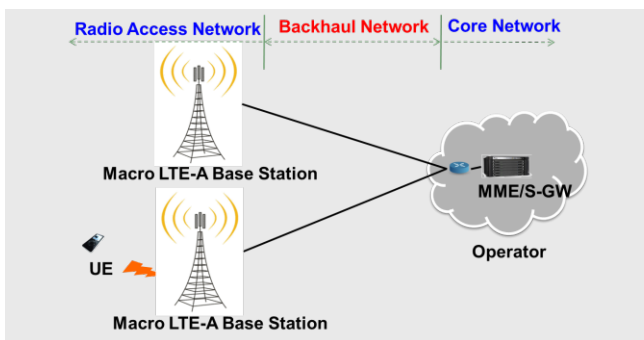 Radio Access Network
Backhaul Network
Core Network
Macro LTE-A Base Station
MME/S-GW
Operator
UE
Macro LTE-A Base Station